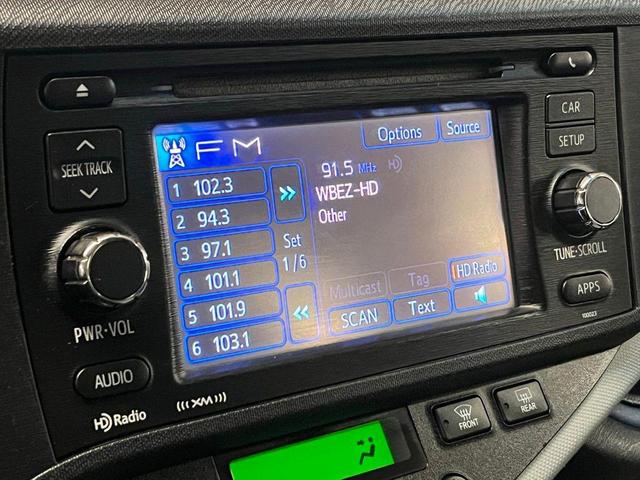 SEEK TRACK
PWR·VOL
AUDIO
HD Radio
(((XM)))
FM
Options
Source
1 102.3
2 94.3
3 97.1
4 101.1
5 101.9
6 103.1
Set
1/6
91.5 MHz HD
WBEZ-HD
Other
Multicast
Tag
HD Radio
SCAN
Text
CAR
SETUP
TUNE·SCROLL
APPS
100023
FRONT
REAR